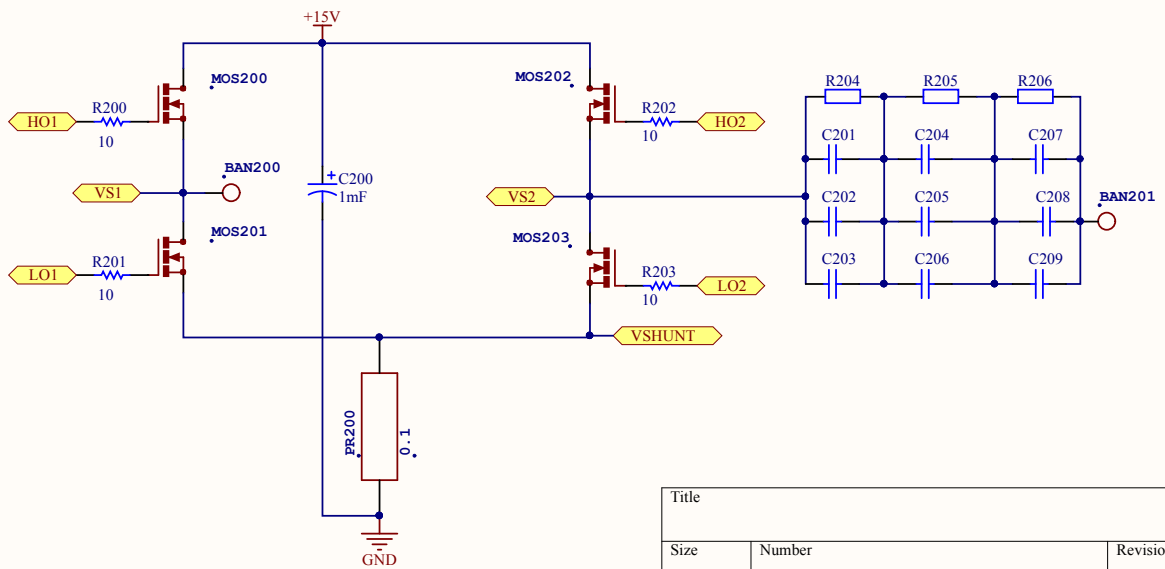 +15V
MOS200
MOS202
R200
10
HO1
R202
10
HO2
R204
R205
R206
C201
C204
C207
BAN200
VS1
+
C200
1mF
VS2
C202
C205
C208
BAN201
MOS201
MOS203
R201
10
LO1
R203
10
LO2
C203
C206
C209
VSHUNT
PR200
0.1
GND
Title
Size
Number
Revisio